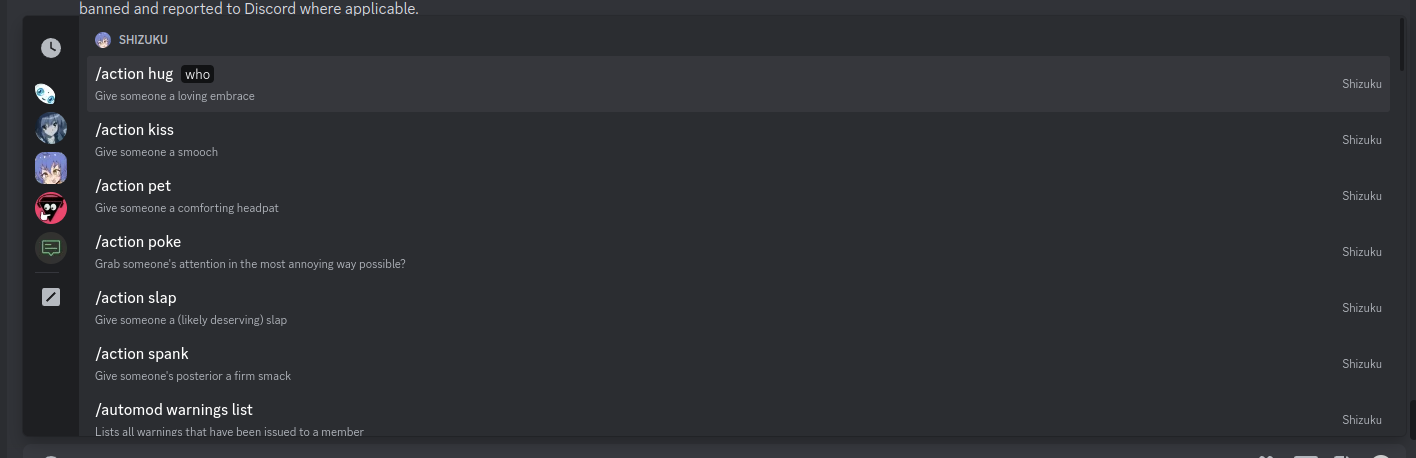 banned and reported to Discord where applicable.
SHIZUKU
/action hug who
Give someone a loving embrace
Shizuku
/action kiss
Give someone a smooch
Shizuku
/action pet
Give someone a comforting headpat
Shizuku
/action poke
Grab someone's attention in the most annoying way possible?
Shizuku
/action slap
Give someone a (likely deserving) slap
Shizuku
/action spank
Give someone's posterior a firm smack
Shizuku
/automod warnings list
Lists all warnings that have been issued to a member
Shizuku